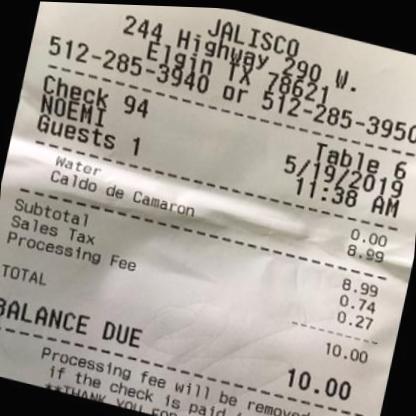 JALISCO
244 Highway 290 W.
Elgin TX 78621
512-285-3940 or 512-285-3950
Check 94 Table 6
NOEMI 5/19/2019
Guests 1 11:38 AM
Water 0.00
Caldo de Camaron 8.99
Subtotal 8.99
Sales Tax 0.74
Processing Fee 0.27
TOTAL 10.00
BALANCE DUE 10.00
Processing fee will be removed
if the check is paid
**THANK YOU FOR